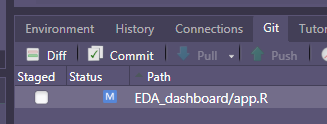 Environment History Connections Git Tutor
Diff Commit Pull Push
Staged Status Path
M EDA_dashboard/app.R